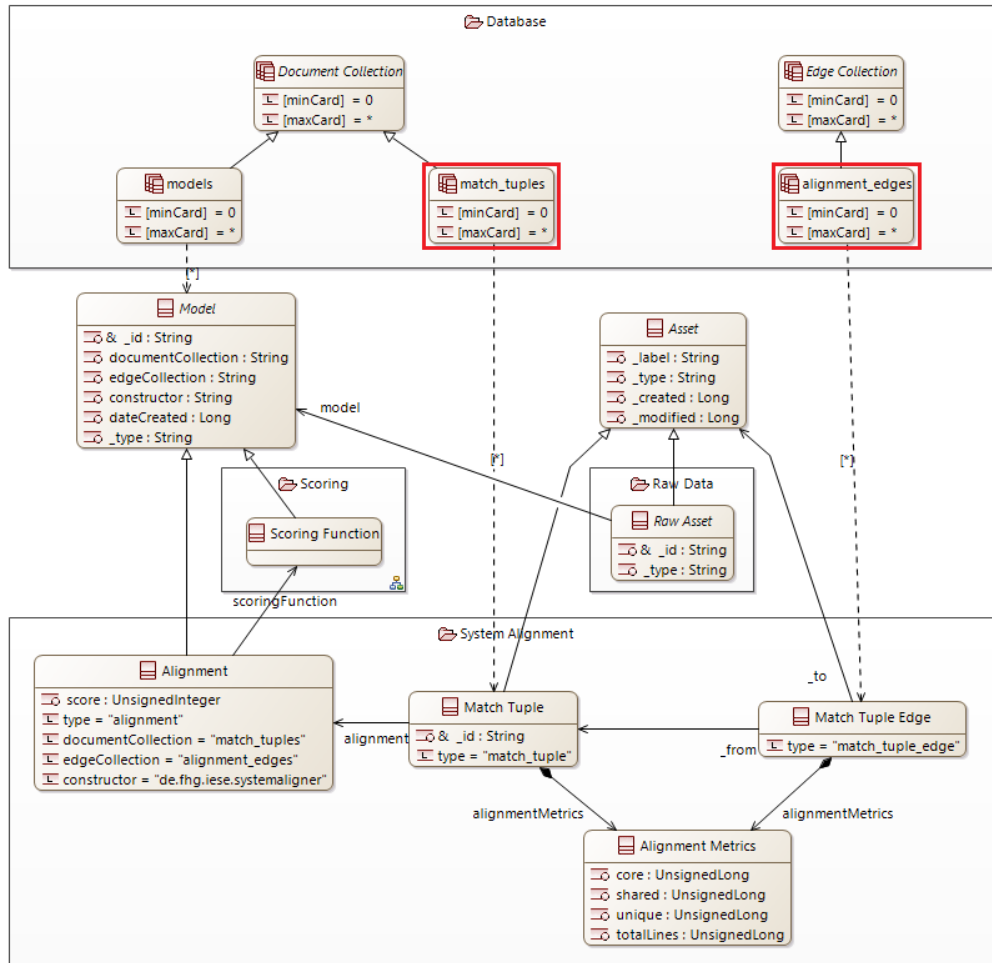 Database
Document Collection
[minCard] = 0
[maxCard] = *
Edge Collection
[minCard] = 0
[maxCard] = *
models
[minCard] = 0
[maxCard] = *
match_tuples
[minCard] = 0
[maxCard] = *
alignment_edges
[minCard] = 0
[maxCard] = *
[*]
Model
& _id : String
documentCollection : String
edgeCollection : String
constructor : String
dateCreated : Long
_type : String
Asset
_label : String
_type : String
_created : Long
_modified : Long
model
[*]
[*]
Scoring
Scoring Function
Raw Data
Raw Asset
& _id : String
_type : String
scoringFunction
System Alignment
Alignment
score : UnsignedInteger
type = "alignment"
documentCollection = "match_tuples"
edgeCollection = "alignment_edges"
constructor = "de.fhg.iese.systemaligner"
alignment
Match Tuple
& _id : String
type = "match_tuple"
_to
_from
Match Tuple Edge
type = "match_tuple_edge"
alignmentMetrics
alignmentMetrics
Alignment Metrics
core : UnsignedLong
shared : UnsignedLong
unique : UnsignedLong
totalLines : UnsignedLong